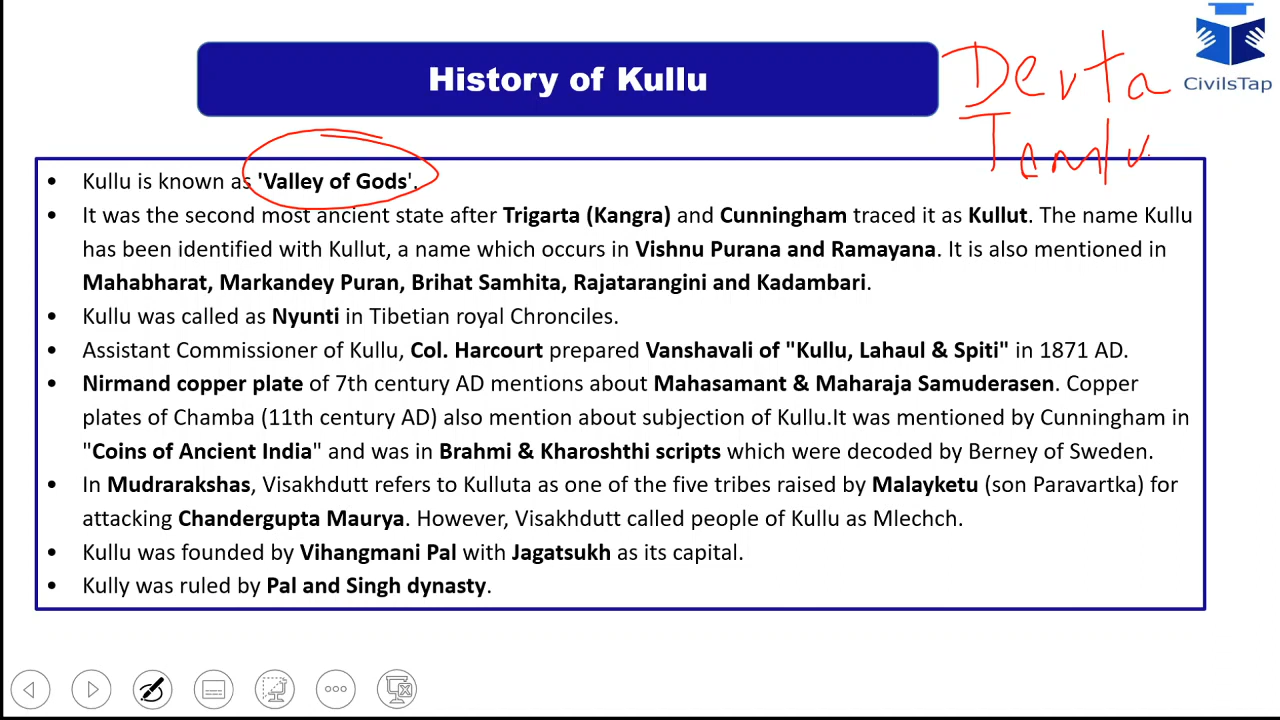 History of Kullu
Devta
Jamlu
CivilsTap
• Kullu is known as 'Valley of Gods'.
• It was the second most ancient state after Trigarta (Kangra) and Cunningham traced it as Kullut. The name Kullu
has been identified with Kullut, a name which occurs in Vishnu Purana and Ramayana. It is also mentioned in
Mahabharat, Markandey Puran, Brihat Samhita, Rajatarangini and Kadambari.
• Kullu was called as Nyunti in Tibetian royal Chronciles.
• Assistant Commissioner of Kullu, Col. Harcourt prepared Vanshavali of "Kullu, Lahaul & Spiti" in 1871 AD.
• Nirmand copper plate of 7th century AD mentions about Mahasamant & Maharaja Samuderasen. Copper
plates of Chamba (11th century AD) also mention about subjection of Kullu.It was mentioned by Cunningham in
"Coins of Ancient India" and was in Brahmi & Kharoshthi scripts which were decoded by Berney of Sweden.
• In Mudrarakshas, Visakhdutt refers to Kulluta as one of the five tribes raised by Malayketu (son Paravartka) for
attacking Chandergupta Maurya. However, Visakhdutt called people of Kullu as Mlechch.
• Kullu was founded by Vihangmani Pal with Jagatsukh as its capital.
• Kully was ruled by Pal and Singh dynasty.